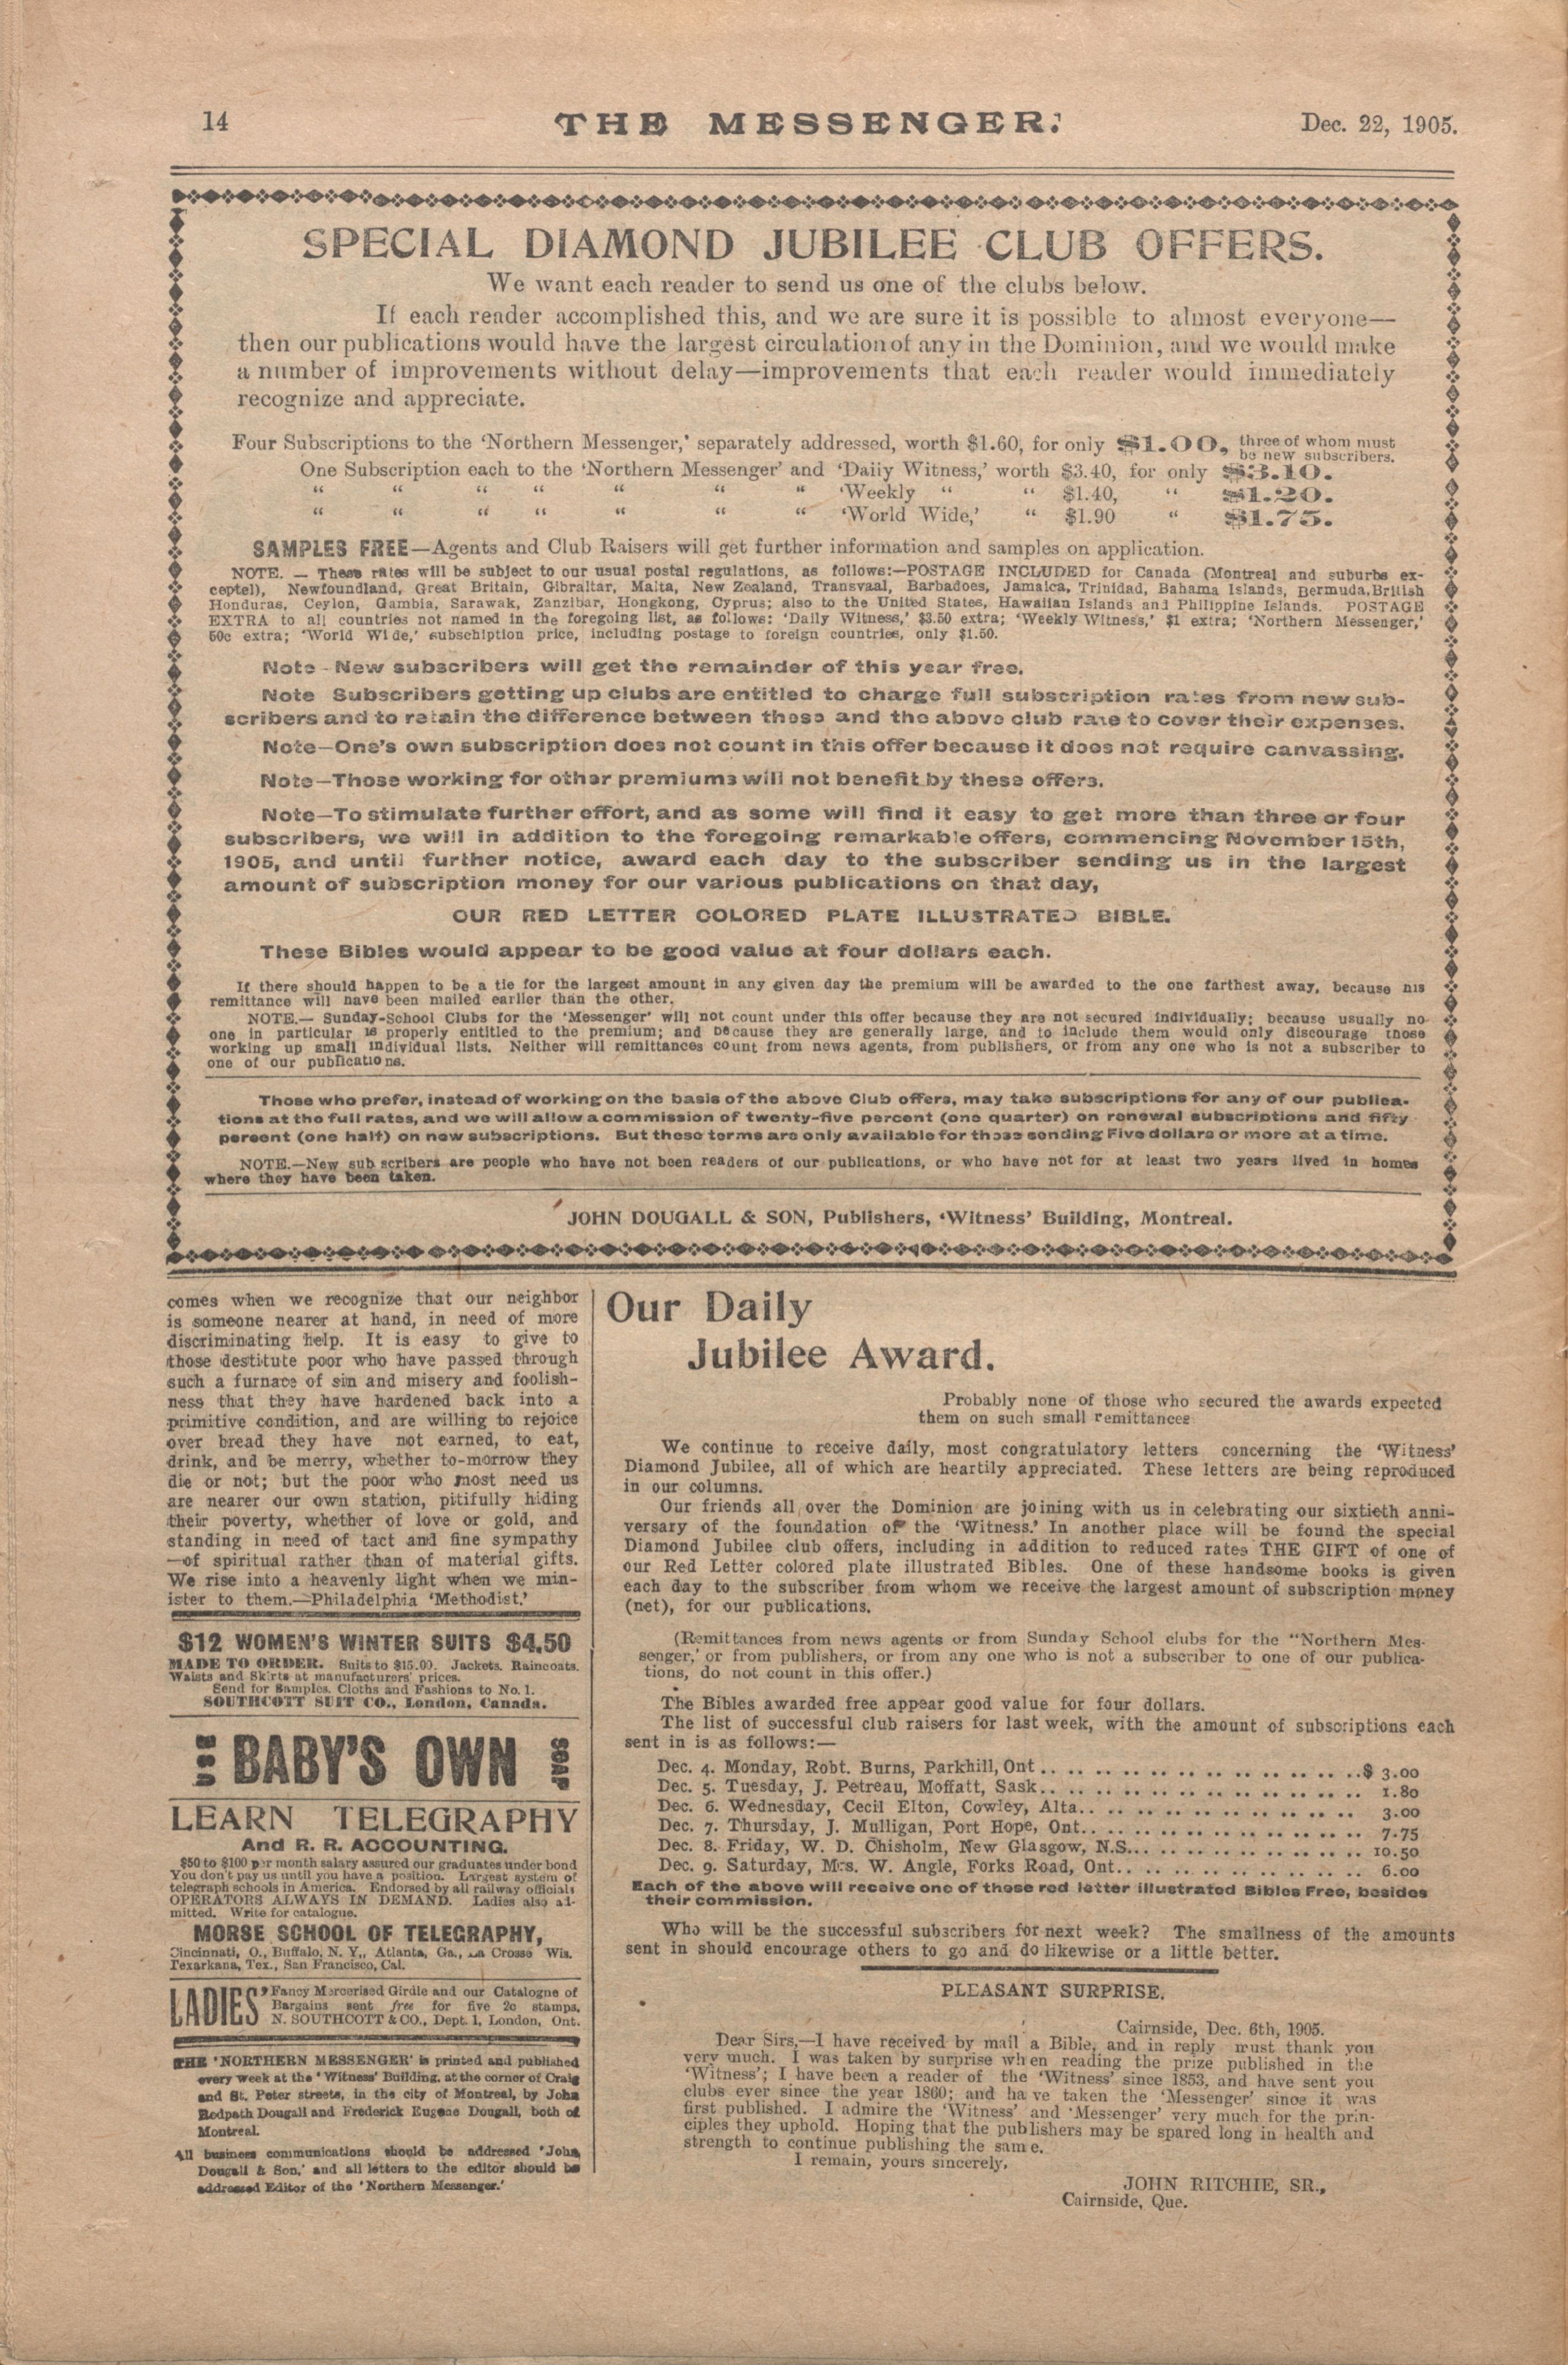 14
THE MESSENGER.
Dec. 22, 1905.
SPECIAL DIAMOND JUBILEE CLUB OFFERS.
We want each reader to send us one of the clubs below.
If each reader accomplished this, and we are sure it is possible to almost everyone—
then our publications would have the largest circulation of any in the Dominion, and we would make
a number of improvements without delay—improvements that each reader would immediately
recognize and appreciate.
Four Subscriptions to the 'Northern Messenger,' separately addressed, worth $1.60, for only $1.00, three of whom must
be new subscribers.
One Subscription each to the 'Northern Messenger' and 'Daily Witness,' worth $3.40, for only $3.10.
“ “ “ “ “ “ “ 'Weekly “ “ $1.40, “ $1.20.
“ “ “ “ “ “ “ 'World Wide,' “ $1.90 “ $1.75.
SAMPLES FREE—Agents and Club Raisers will get further information and samples on application.
NOTE. — These rates will be subject to our usual postal regulations, as follows:—POSTAGE INCLUDED for Canada (Montreal and suburbs ex-
cepteI), Newfoundland, Great Britain, Gibraltar, Malta, New Zealand, Transvaal, Barbadoes, Jamaica, Trinidad, Bahama Islands, Bermuda, British
Honduras, Ceylon, Gambia, Sarawak, Zanzibar, Hongkong, Cyprus; also to the United States, Hawaiian Islands and Philippine Islands. POSTAGE
EXTRA to all countries not named in the foregoing list, as follows: 'Daily Witness,' $3.50 extra; 'Weekly Witness,' $1 extra; 'Northern Messenger,'
50c extra; 'World Wide,' subschiption price, including postage to foreign countries, only $1.50.
Note - New subscribers will get the remainder of this year free.
Note Subscribers getting up clubs are entitled to charge full subscription rates from new sub-
scribers and to retain the difference between these and the above club rate to cover their expenses.
Note—One's own subscription does not count in this offer because it does not require canvassing.
Note—Those working for other premiums will not benefit by these offers.
Note—To stimulate further effort, and as some will find it easy to get more than three or four
subscribers, we will in addition to the foregoing remarkable offers, commencing November 15th,
1905, and until further notice, award each day to the subscriber sending us in the largest
amount of subscription money for our various publications on that day,
OUR RED LETTER COLORED PLATE ILLUSTRATED BIBLE.
These Bibles would appear to be good value at four dollars each.
If there should happen to be a tie for the largest amount in any given day the premium will be awarded to the one farthest away, because his
remittance will have been mailed earlier than the other.
NOTE.— Sunday-School Clubs for the 'Messenger' will not count under this offer because they are not secured individually; because usually no
one in particular is properly entitled to the premium; and because they are generally large, and to include them would only discourage those
working up small individual lists. Neither will remittances count from news agents, from publishers, or from any one who is not a subscriber to
one of our publications.
Those who prefer, instead of working on the basis of the above Club offers, may take subscriptions for any of our publica-
tions at the full rates, and we will allow a commission of twenty-five percent (one quarter) on renewal subscriptions and fifty
percent (one half) on new subscriptions. But these terms are only available for those sending Five dollars or more at a time.
NOTE.—New subscribers are people who have not been readers of our publications, or who have not for at least two years lived in homes
where they have been taken.
JOHN DOUGALL & SON, Publishers, 'Witness' Building, Montreal.
comes when we recognize that our neighbor
is someone nearer at hand, in need of more
discriminating help. It is easy to give to
those destitute poor who have passed through
such a furnace of sin and misery and foolish-
ness that they have hardened back into a
primitive condition, and are willing to rejoice
over bread they have not earned, to eat,
drink, and be merry, whether to-morrow they
die or not; but the poor who most need us
are nearer our own station, pitifully hiding
their poverty, whether of love or gold, and
standing in need of tact and fine sympathy
—of spiritual rather than of material gifts.
We rise into a heavenly light when we min-
ister to them.—Philadelphia 'Methodist.'
$12 WOMEN'S WINTER SUITS $4.50
MADE TO ORDER. Suits to $15.00. Jackets, Raincoats,
Waists and Skirts at manufacturers' prices.
Send for Samples, Cloths and Fashions to No. 1.
SOUTHCOTT SUIT CO., London, Canada.
BABY'S OWN
SOAP
LEARN TELEGRAPHY
And R. R. ACCOUNTING.
$50 to $100 per month salary assured our graduates under bond
You don't pay us until you have a position. Largest system of
telegraph schools in America. Endorsed by all railway officials
OPERATORS ALWAYS IN DEMAND. Ladies also ad-
mitted. Write for catalogue.
MORSE SCHOOL OF TELEGRAPHY,
Cincinnati, O., Buffalo, N. Y., Atlanta, Ga., La Crosse Wis.
Texarkana, Tex., San Francisco, Cal.
LADIES' Fancy Mercerised Girdle and our Catalogue of
Bargains sent free for five 2c stamps.
N. SOUTHCOTT & CO., Dept. 1, London, Ont.
THE 'NORTHERN MESSENGER' is printed and published
every week at the 'Witness' Building, at the corner of Craig
and St. Peter streets, in the city of Montreal, by John
Redpath Dougall and Frederick Eugene Dougall, both of
Montreal.
All business communications should be addressed 'John
Dougall & Son,' and all letters to the editor should be
addressed Editor of the 'Northern Messenger.'
Our Daily
Jubilee Award.
Probably none of those who secured the awards expected
them on such small remittances
We continue to receive daily, most congratulatory letters concerning the 'Witness'
Diamond Jubilee, all of which are heartily appreciated. These letters are being reproduced
in our columns.
Our friends all over the Dominion are joining with us in celebrating our sixtieth anni-
versary of the foundation of the 'Witness.' In another place will be found the special
Diamond Jubilee club offers, including in addition to reduced rates THE GIFT of one of
our Red Letter colored plate illustrated Bibles. One of these handsome books is given
each day to the subscriber from whom we receive the largest amount of subscription money
(net), for our publications.
(Remittances from news agents or from Sunday School clubs for the "Northern Mes-
senger,' or from publishers, or from any one who is not a subscriber to one of our publica-
tions, do not count in this offer.)
The Bibles awarded free appear good value for four dollars.
The list of successful club raisers for last week, with the amount of subscriptions each
sent in is as follows:—
Dec. 4. Monday, Robt. Burns, Parkhill, Ont .. .. .. .. .. .. .. .. .. .. .. ..$ 3.00
Dec. 5. Tuesday, J. Petreau, Moffatt, Sask.. .. .. .. .. .. .. .. .. .. .. .. 1.80
Dec. 6. Wednesday, Cecil Elton, Cowley, Alta.. .. .. .. .. .. .. .. .. .. .. 3.00
Dec. 7. Thursday, J. Mulligan, Port Hope, Ont.. .. .. .. .. .. .. .. .. .. .. 7.75
Dec. 8. Friday, W. D. Chisholm, New Glasgow, N.S... .. .. .. .. .. .. .. .. 10.50
Dec. 9. Saturday, Mrs. W. Angle, Forks Road, Ont.. .. .. .. .. .. .. .. .. .. 6.00
Each of the above will receive one of these red letter illustrated Bibles Free, besides
their commission.
Who will be the successful subscribers for next week? The smallness of the amounts
sent in should encourage others to go and do likewise or a little better.
PLEASANT SURPRISE.
Cairnside, Dec. 6th, 1905.
Dear Sirs,—I have received by mail a Bible, and in reply must thank you
very much. I was taken by surprise when reading the prize published in the
'Witness'; I have been a reader of the 'Witness' since 1853, and have sent you
clubs ever since the year 1860; and have taken the 'Messenger' since it was
first published. I admire the 'Witness' and 'Messenger' very much for the prin-
ciples they uphold. Hoping that the publishers may be spared long in health and
strength to continue publishing the same.
I remain, yours sincerely,
JOHN RITCHIE, SR.,
Cairnside, Que.